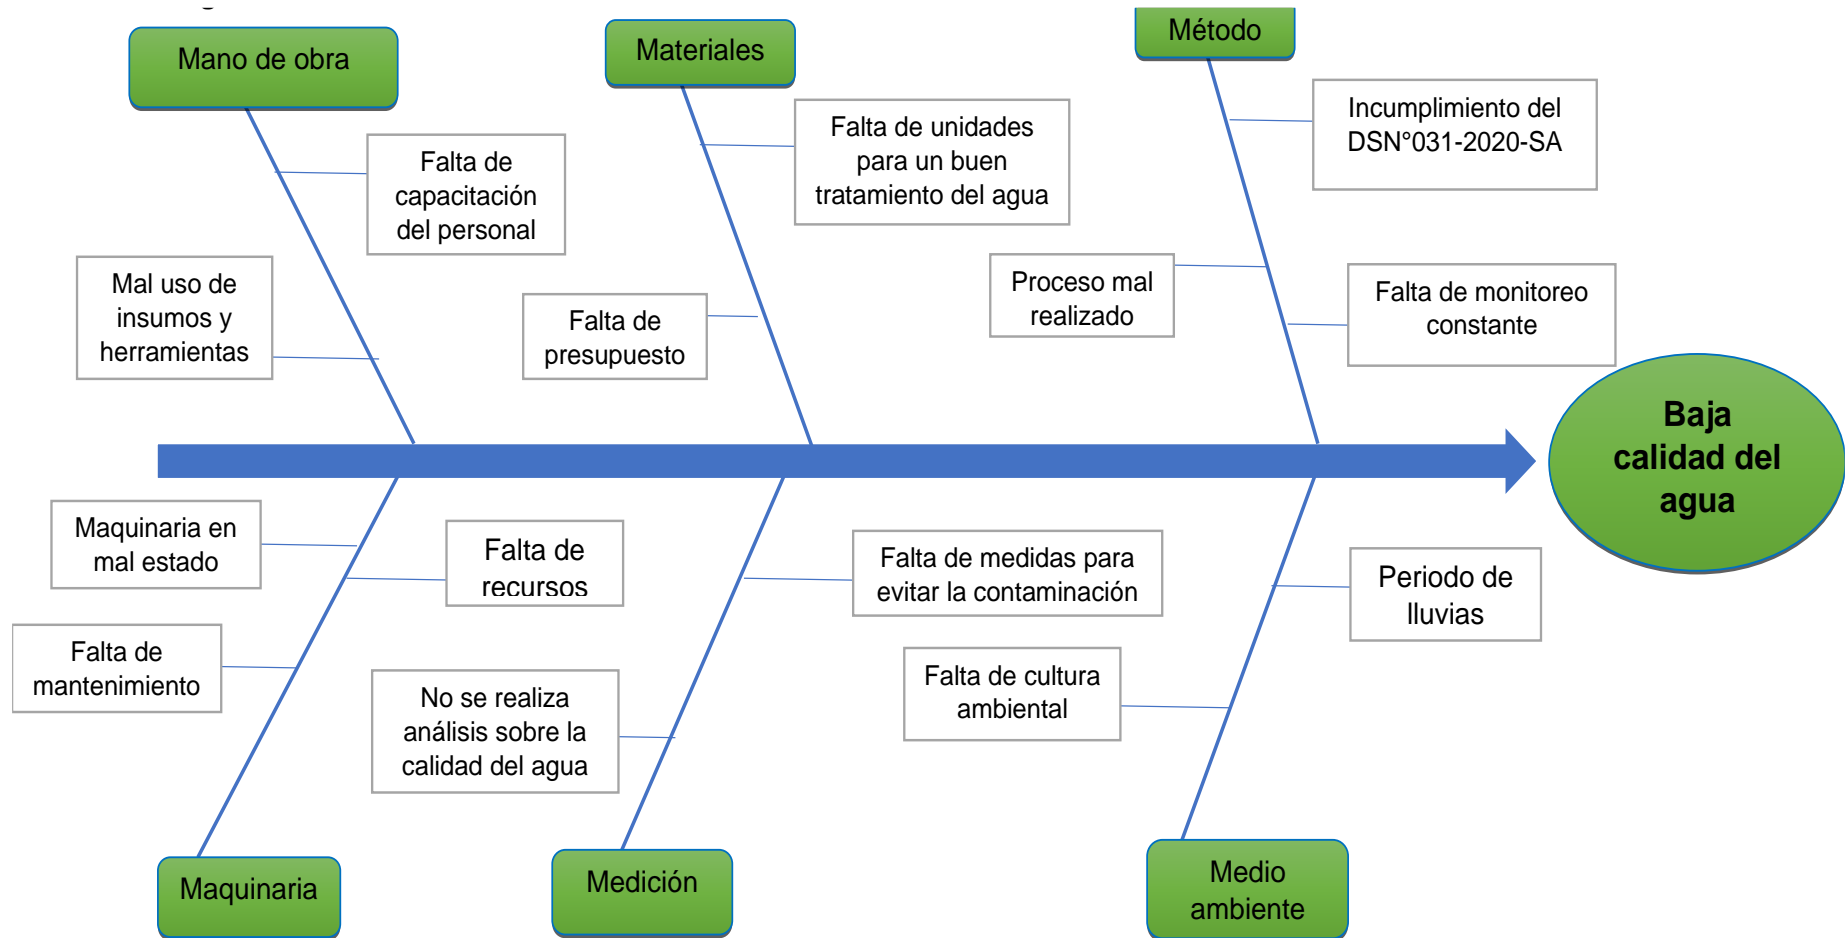 Mano de obra
Materiales
Método
Falta de
capacitación
del personal
Falta de unidades
para un buen
tratamiento del agua
Incumplimiento del
DSN°031-2020-SA
Mal uso de
insumos y
herramientas
Falta de
presupuesto
Proceso mal
realizado
Falta de monitoreo
constante
Baja
calidad del
agua
Maquinaria en
mal estado
Falta de
recursos
Falta de medidas para
evitar la contaminación
Periodo de
lluvias
Falta de
mantenimiento
No se realiza
análisis sobre la
calidad del agua
Falta de cultura
ambiental
Maquinaria
Medición
Medio
ambiente